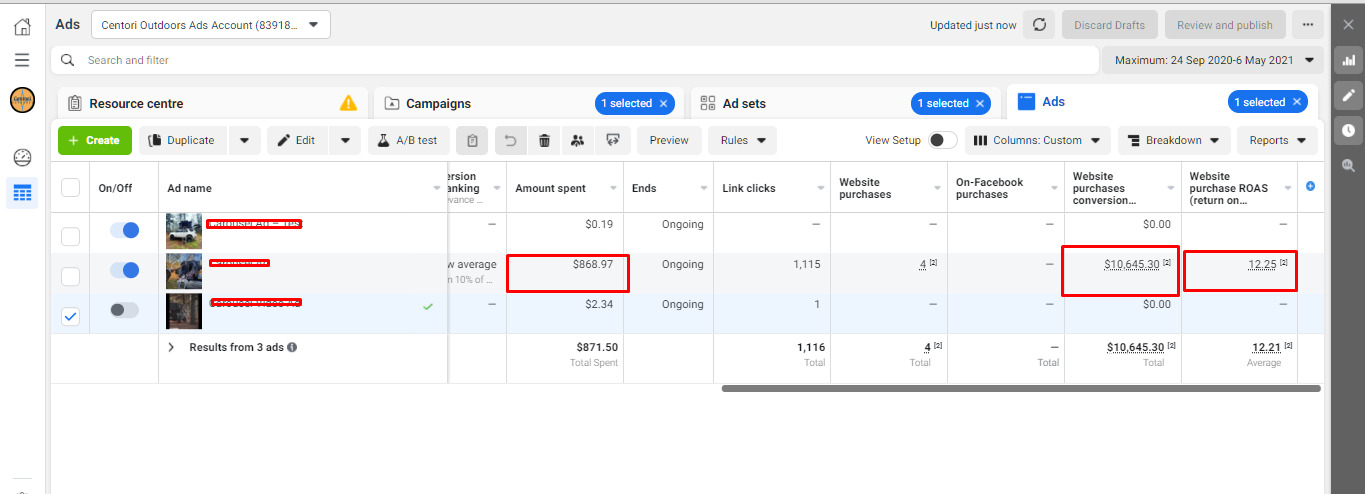 Ads
Centori Outdoors Ads Account (83918…
Updated just now
Discard Drafts
Review and publish
Search and filter
Maximum: 24 Sep 2020-6 May 2021
Resource centre
Campaigns
1 selected
Ad sets
1 selected
Ads
1 selected
+ Create
Duplicate
Edit
A/B test
Preview
Rules
View Setup
Columns: Custom
Breakdown
Reports
On/Off
Ad name
ersion
anking
evance …
Amount spent
Ends
Link clicks
Website
purchases
On-Facebook
purchases
Website
purchases
conversion…
Website
purchase ROAS
(return on…
—
$0.19
Ongoing
—
—
—
$0.00
—
w average
n 10% of …
$868.97
Ongoing
1,115
4 [2]
—
$10,645.30 [2]
12.25 [2]
—
$2.34
Ongoing
1
—
—
$0.00
—
Results from 3 ads
$871.50
Total Spent
1,116
Total
4 [2]
Total
—
Total
$10,645.30 [2]
Total
12.21 [2]
Average